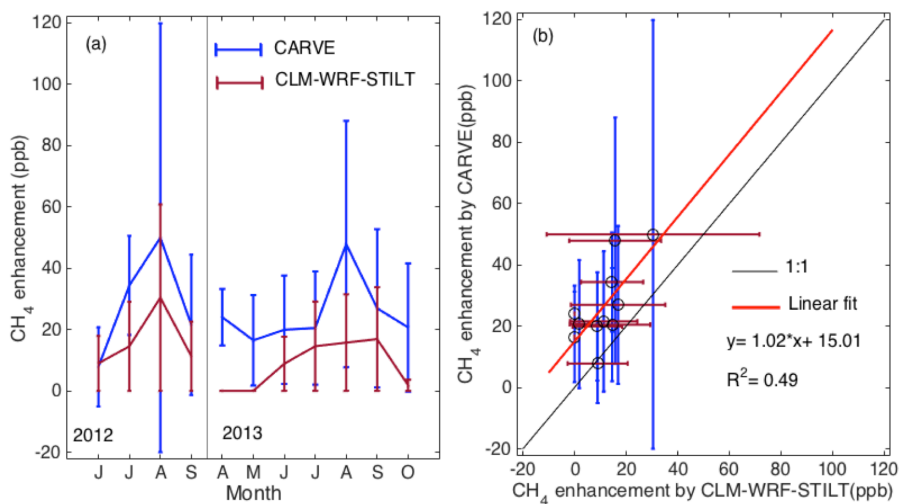 (a)
CARVE
CLM-WRF-STILT
CH4 enhancement (ppb)
120
100
80
60
40
20
0
-20
2012
2013
J J A S A M J J A S O
Month
(b)
CH4 enhancement by CARVE(ppb)
120
100
80
60
40
20
0
-20
1:1
Linear fit
y= 1.02*x+ 15.01
R2= 0.49
-20 0 20 40 60 80 100 120
CH4 enhancement by CLM-WRF-STILT(ppb)